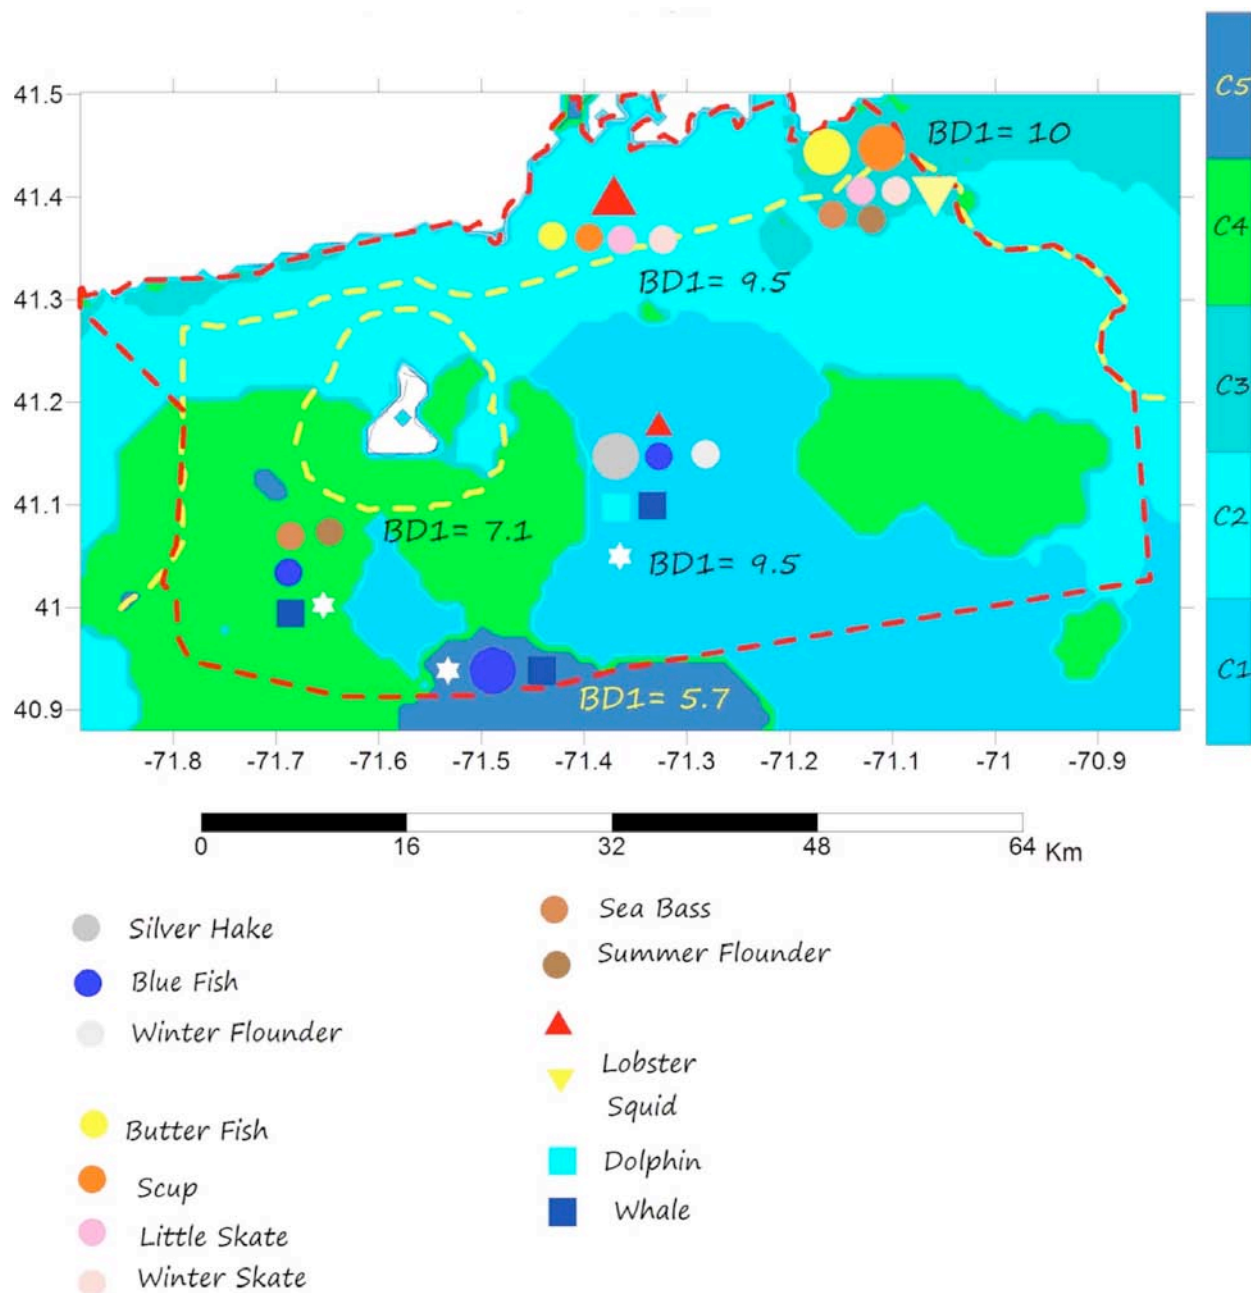 C5
41.5
BD1= 10
41.4
C4
BD1= 9.5
41.3
C3
41.2
BD1= 7.1
41.1
C2
BD1= 9.5
41
C1
BD1= 5.7
40.9
-71.8 -71.7 -71.6 -71.5 -71.4 -71.3 -71.2 -71.1 -71 -70.9
0 16 32 48 64 Km
Silver Hake
Blue Fish
Winter Flounder
Butter Fish
Scup
Little Skate
Winter Skate
Sea Bass
Summer Flounder
Lobster
Squid
Dolphin
Whale